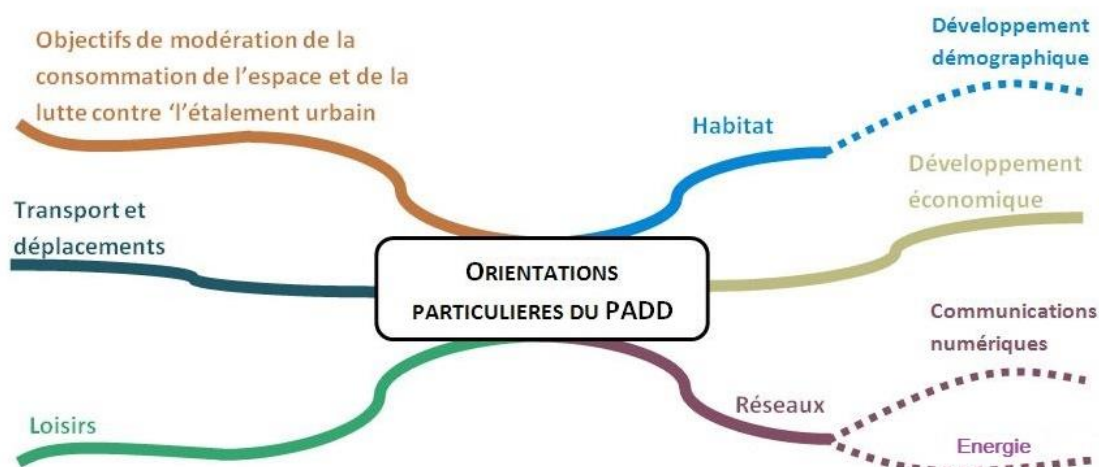 Objectifs de modération de la
consommation de l'espace et de la
lutte contre 'l'étalement urbain
Transport et
déplacements
Loisirs
ORIENTATIONS
PARTICULIERES DU PADD
Habitat
Développement
démographique
Développement
économique
Réseaux
Communications
numériques
Energie